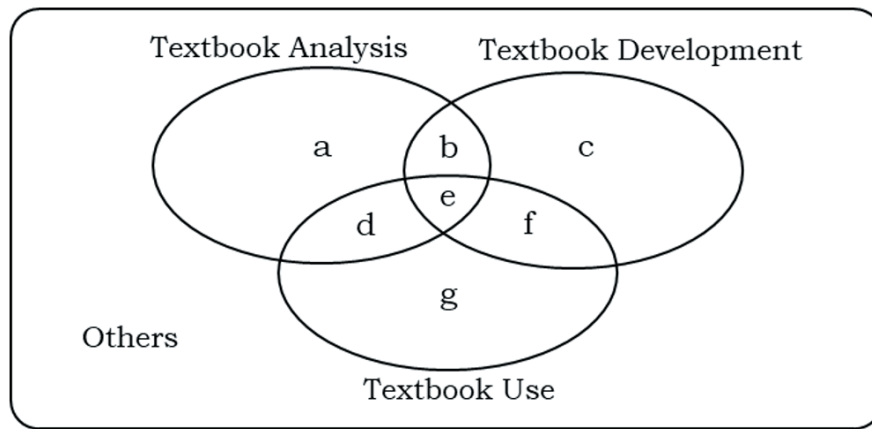 Textbook Analysis
Textbook Development
a
b
c
e
d
f
g
Others
Textbook Use